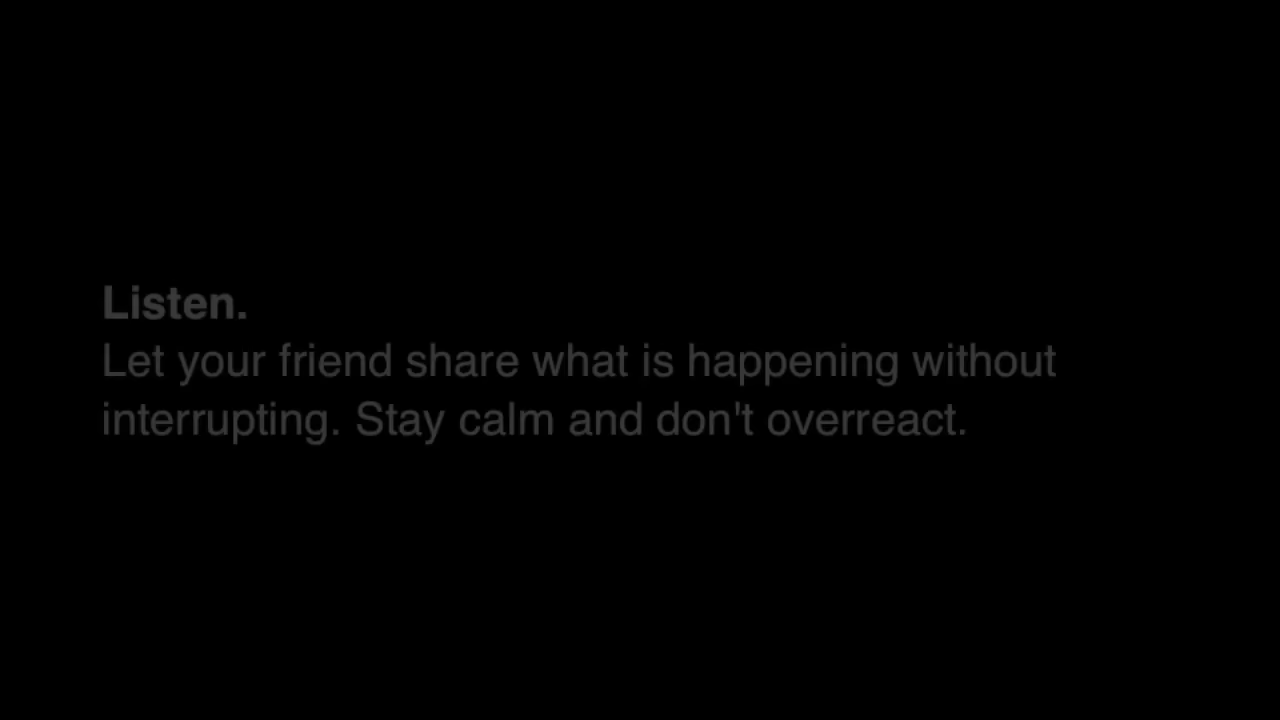 Listen.
Let your friend share what is happening without
interrupting. Stay calm and don't overreact.